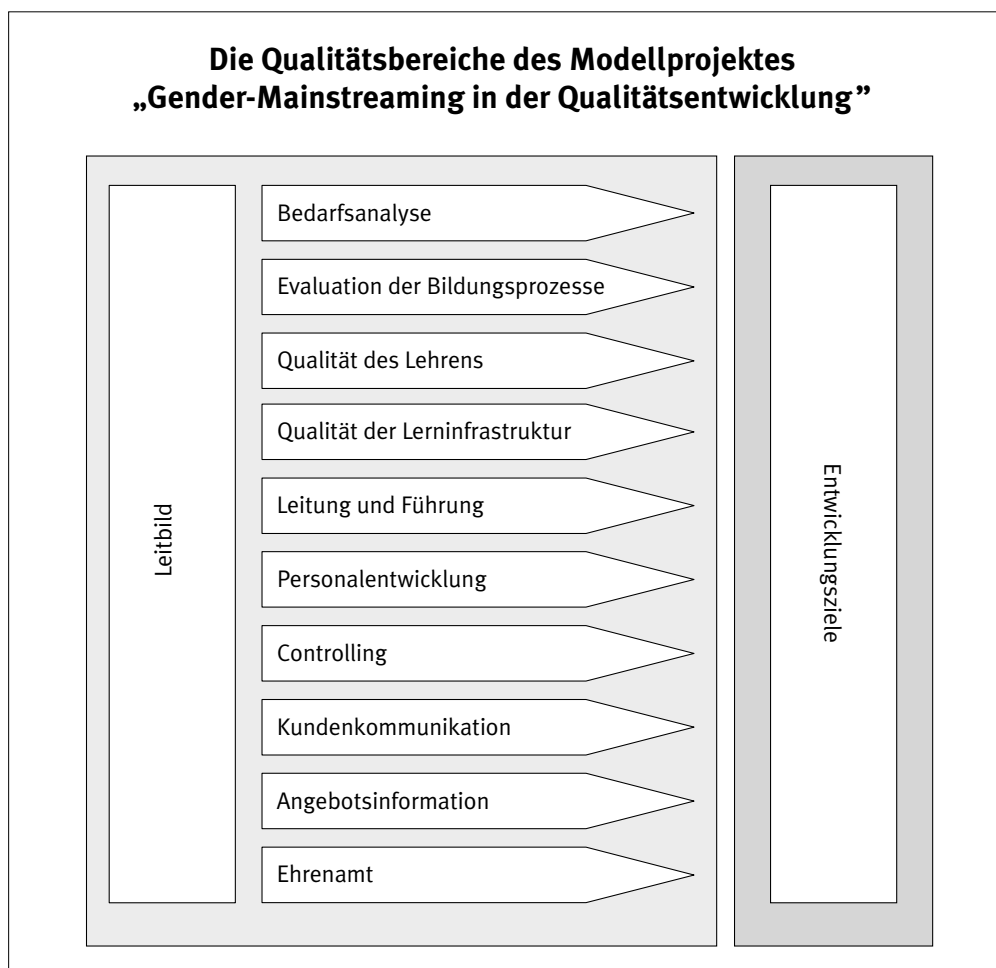 Die Qualitätsbereiche des Modellprojektes
„Gender-Mainstreaming in der Qualitätsentwicklung”
Leitbild
Bedarfsanalyse
Evaluation der Bildungsprozesse
Qualität des Lehrens
Qualität der Lerninfrastruktur
Leitung und Führung
Personalentwicklung
Controlling
Kundenkommunikation
Angebotsinformation
Ehrenamt
Entwicklungsziele